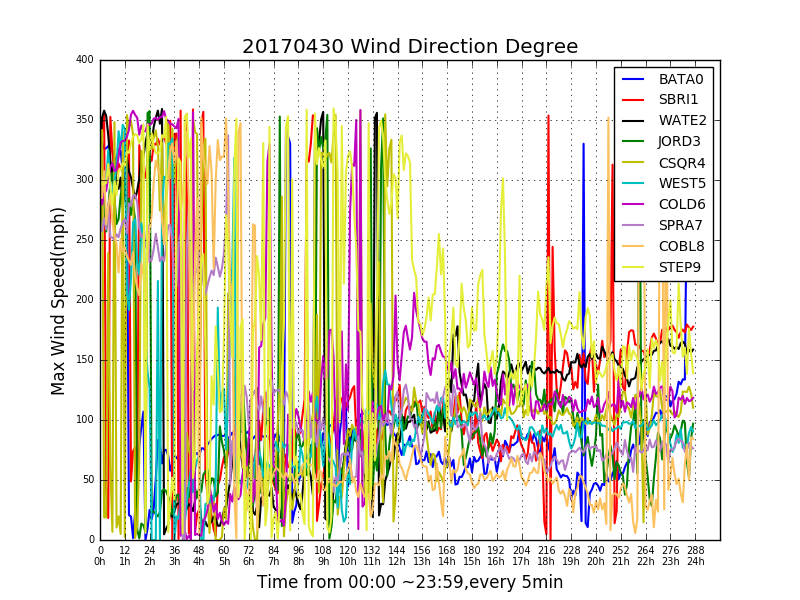 20170430 Wind Direction Degree
400
350
300
250
200
150
100
50
0
Max Wind Speed(mph)
BATA0
SBRI1
WATE2
JORD3
CSQR4
WEST5
COLD6
SPRA7
COBL8
STEP9
0 12 24 36 48 60 72 84 96 108 120 132 144 156 168 180 192 204 216 228 240 252 264 276 288
0h 1h 2h 3h 4h 5h 6h 7h 8h 9h 10h 11h 12h 13h 14h 15h 16h 17h 18h 19h 20h 21h 22h 23h 24h
Time from 00:00 ~23:59,every 5min